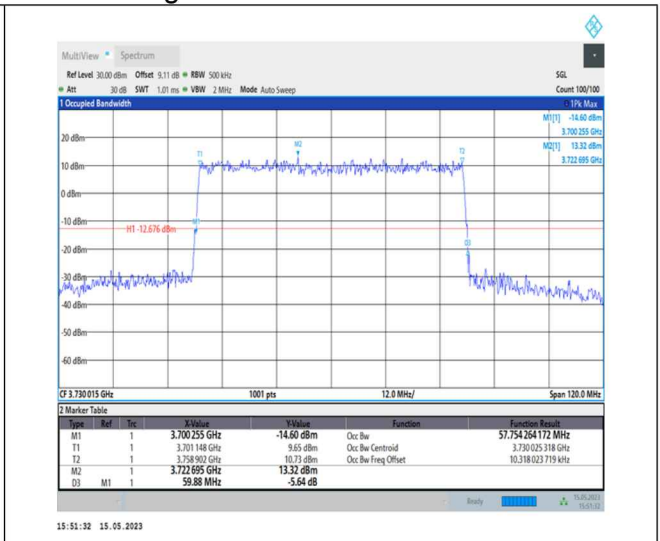 MultiView Spectrum
Ref Level 30.00 dBm Offset 9.11 dB RBW 500 kHz SGL
Att 30 dB SWT 1.01 ms VBW 2 MHz Mode Auto Sweep Count 100/100
1 Occupied Bandwidth 1Pk Max
M1[1] -14.60 dBm
3.700 255 GHz
M2[1] 13.32 dBm
3.722 695 GHz
20 dBm
T1 M2 T2
10 dBm
0 dBm
-10 dBm
M1
H1 -12.676 dBm
D3
-30 dBm
-40 dBm
-50 dBm
-60 dBm
CF 3.730 015 GHz 1001 pts 12.0 MHz/ Span 120.0 MHz
2 Marker Table
Type Ref Trc X-Value Y-Value Function Function Result
M1 1 3.700 255 GHz -14.60 dBm Occ Bw 57.754 264 172 MHz
T1 1 3.701 148 GHz 9.65 dBm Occ Bw Centroid 3.730 025 318 GHz
T2 1 3.758 902 GHz 10.73 dBm Occ Bw Freq Offset 10.318 023 719 kHz
M2 1 3.722 695 GHz 13.32 dBm
D3 M1 1 59.88 MHz -5.64 dB
Ready 15.05.2023
15:51:32
15:51:32 15.05.2023